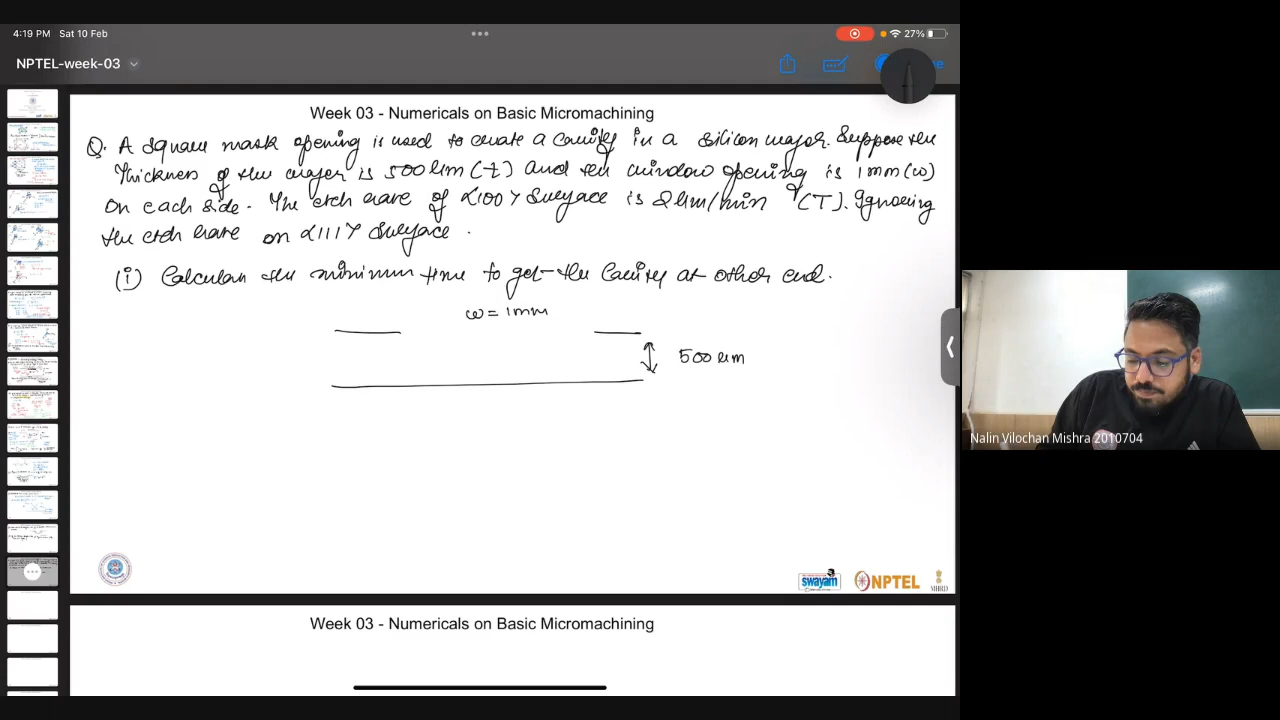 4:19 PM Sat 10 Feb
27%
NPTEL-week-03
Week 03 - Numericals on Basic Micromachining
Q. A square mask opening is used to create a cavity in a silicon wafer. Suppose the
thickness of the wafer is 500 um (t) and the window opening is 1mm (w)
on each side. The etch rate of <100> surface is 2um/min (T). Ignoring
the etch rate on <111> surface.
(i) Calculate the minimum time to get the cavity at other end.
w = 1mm
500 um
Nalin Vilochan Mishra 2010704
swayam
NPTEL
Week 03 - Numericals on Basic Micromachining